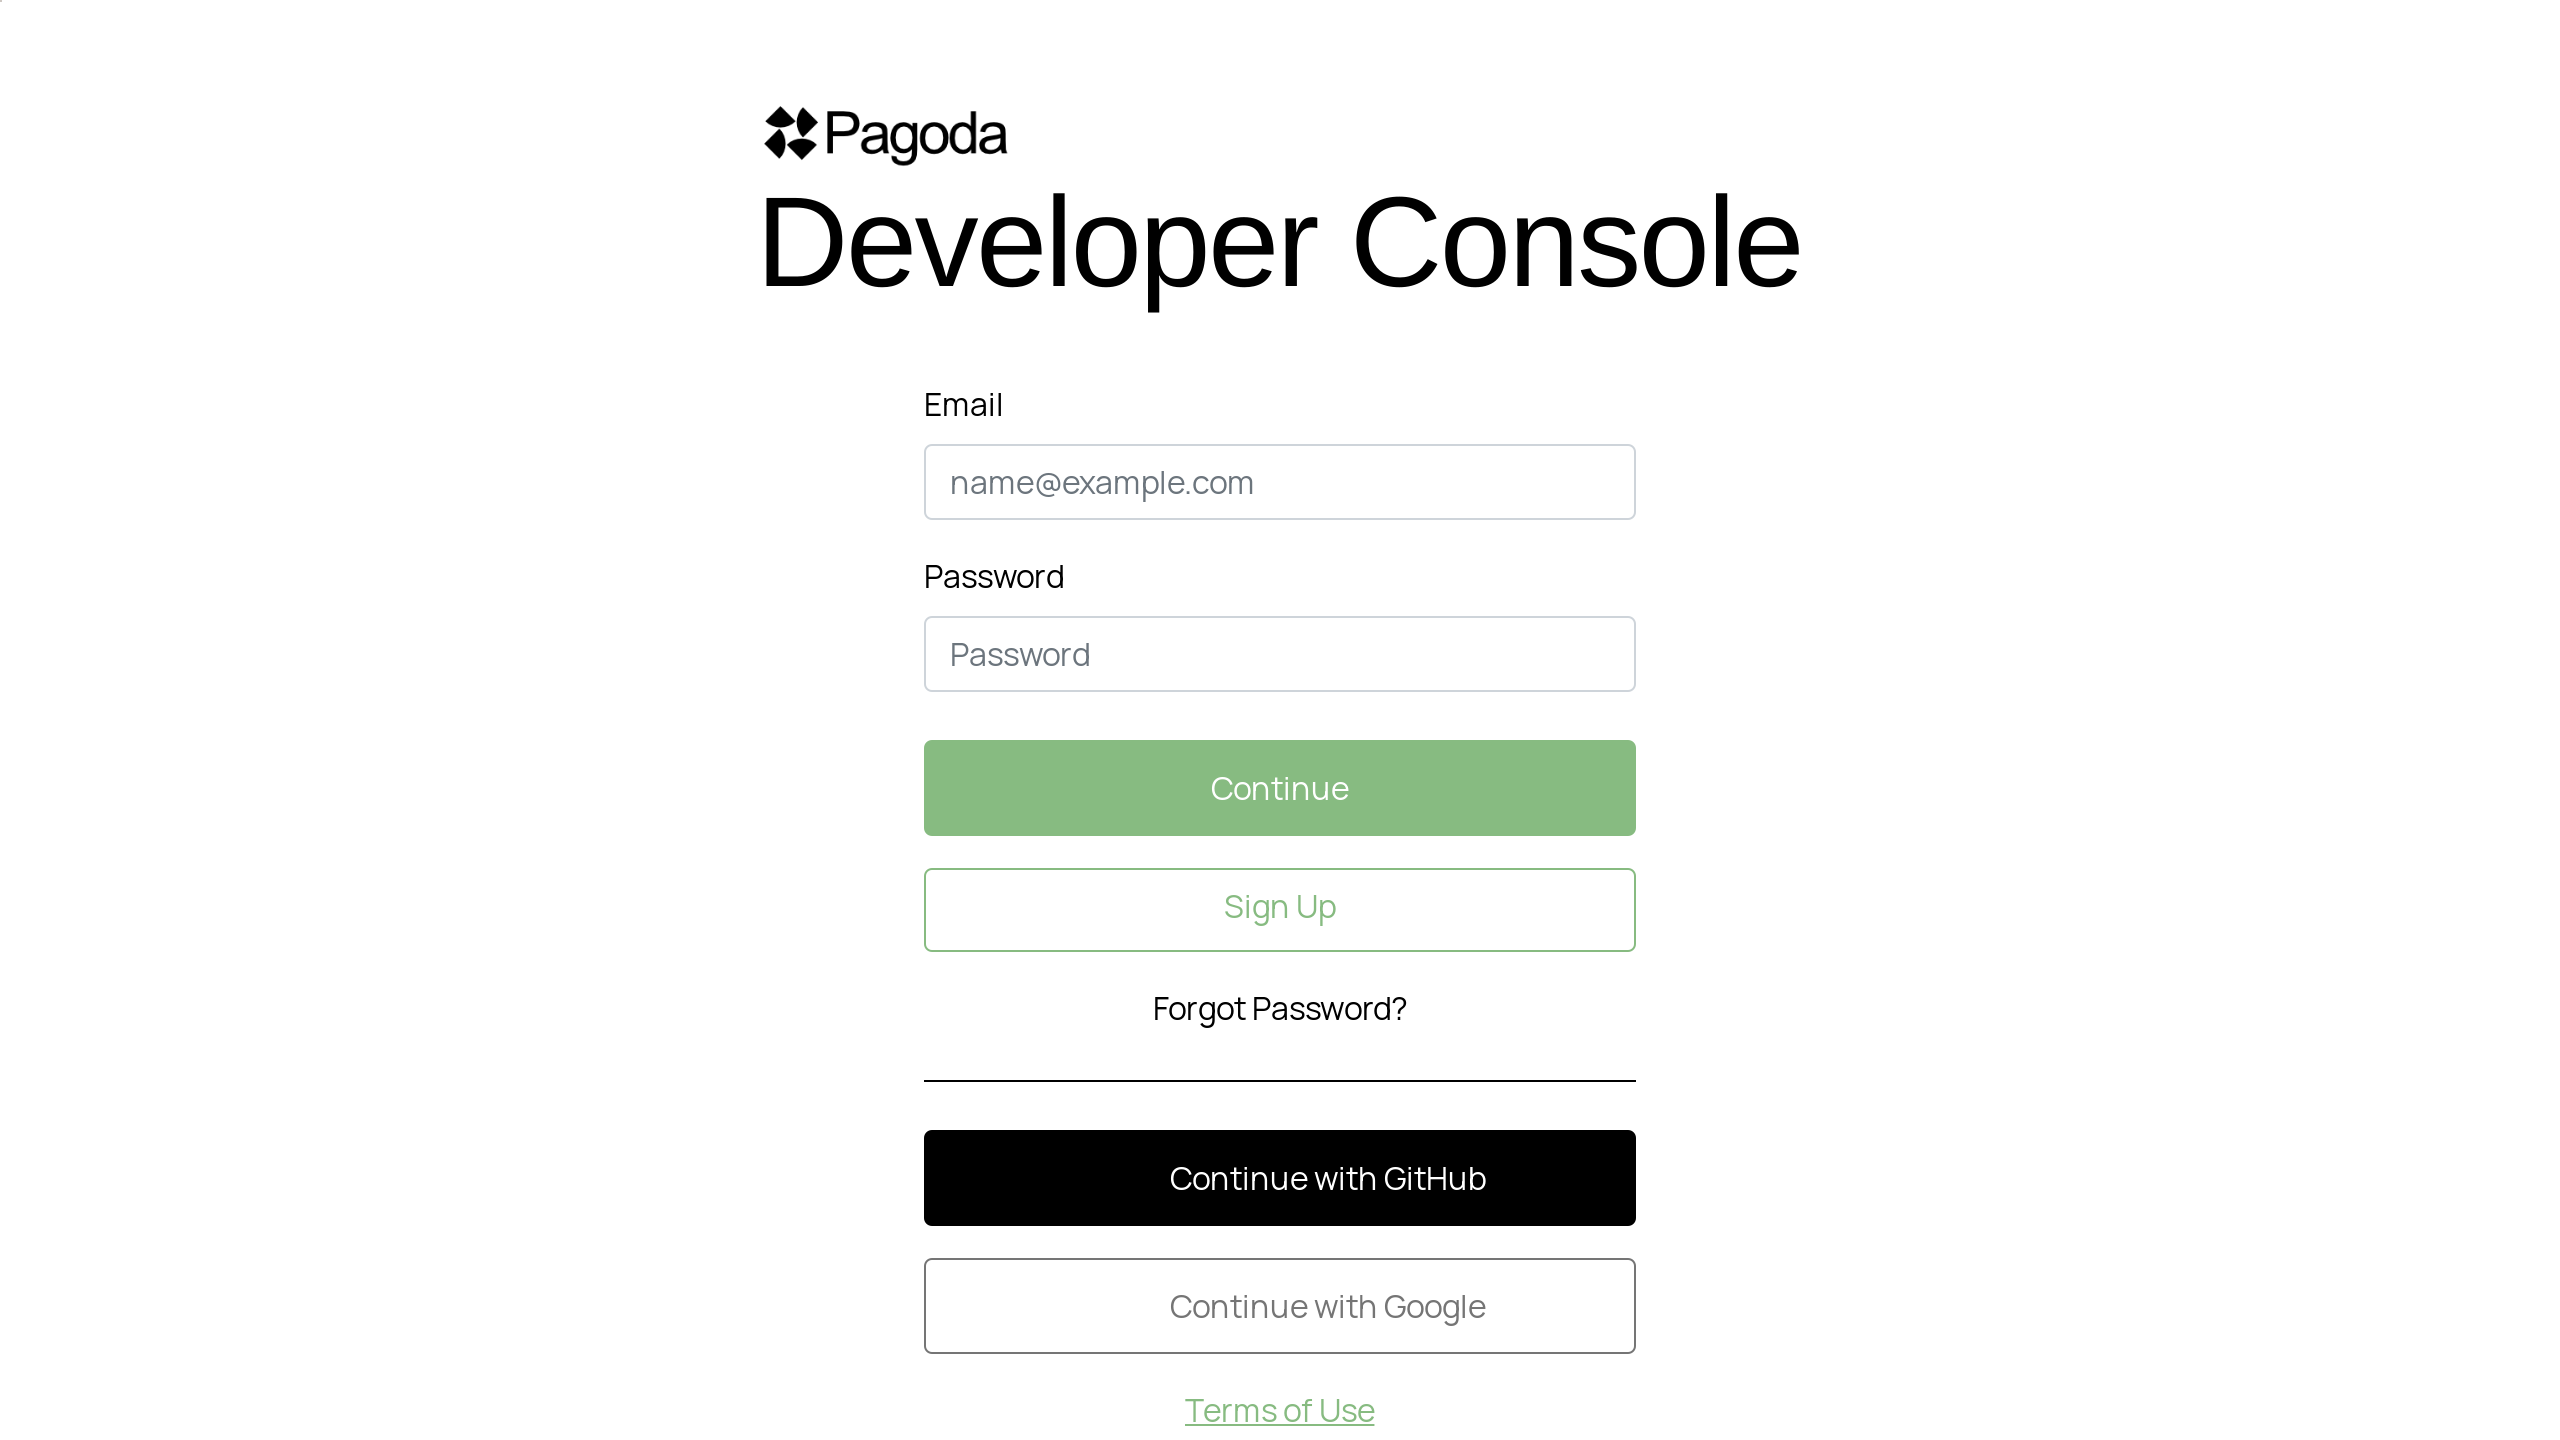 Pagoda
Developer Console
Email
name@example.com
Password
Password
Continue
Sign Up
Forgot Password?
Continue with GitHub
Continue with Google
Terms of Use